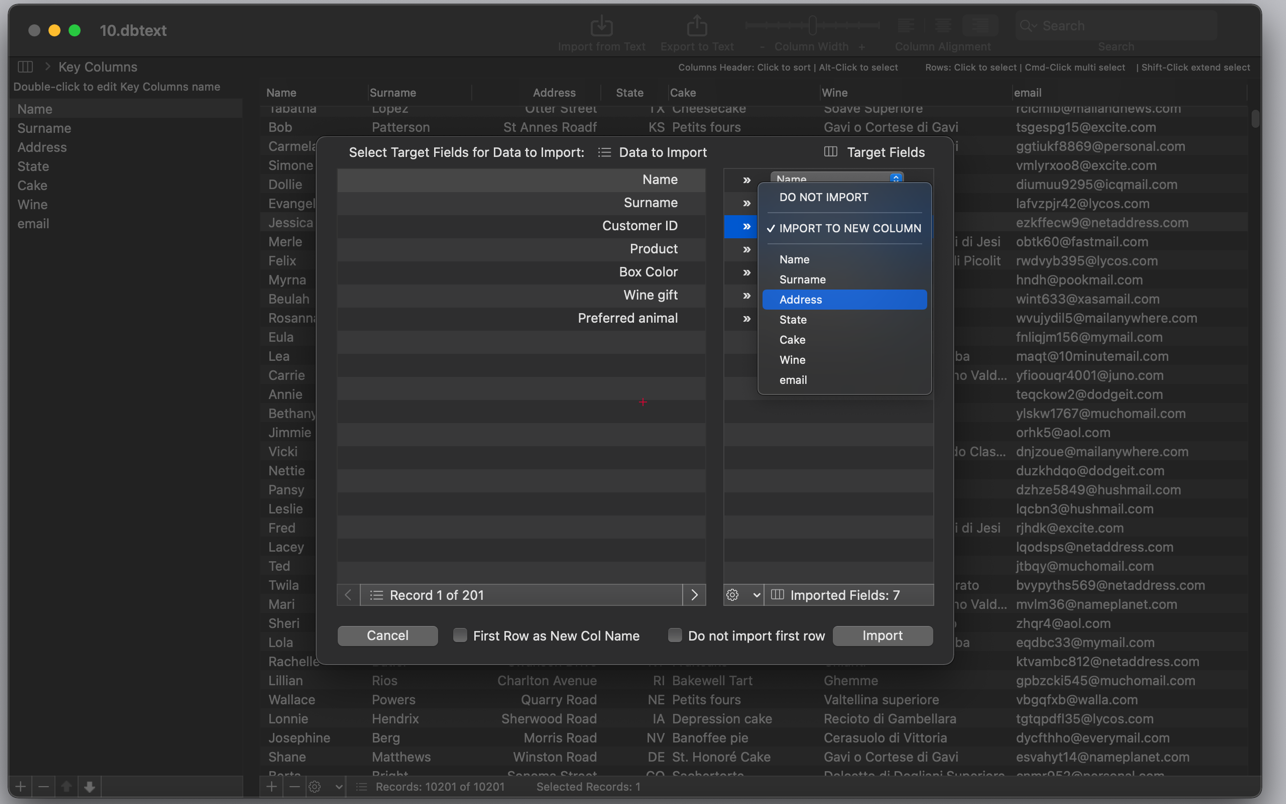 10.dbtext
Import from Text
Export to Text
- Column Width +
Column Alignment
Search
Search
Key Columns
Columns Header: Click to sort | Alt-Click to select
Rows: Click to select | Cmd-Click multi select | Shift-Click extend select
Double-click to edit Key Columns name
Name
Surname
Address
State
Cake
Wine
email
Name Surname Address State Cake Wine email
Tabatha Lopez Otter Street TX Cheesecake Soave Superiore rcicmlb@mailandnews.com
Bob Patterson St Annes Roadf KS Petits fours Gavi o Cortese di Gavi tsgespg15@excite.com
Carmela ggtiukf8869@personal.com
Simone vmlyrxoo8@excite.com
Dollie diumuu9295@icqmail.com
Evangel lafvzpjr42@lycos.com
Jessica ezkffecw9@netaddress.com
Merle di Jesi obtk60@fastmail.com
Felix li Picolit rwdvyb395@lycos.com
Myrna hndh@pookmail.com
Beulah wint633@xasamail.com
Rosanna wvujydil5@mailanywhere.com
Eula fnliqjm156@mymail.com
Lea ba maqt@10minutemail.com
Carrie no Vald... yfioouqr4001@juno.com
Annie teqckow2@dodgeit.com
Bethany ylskw1767@muchomail.com
Jimmie orhk5@aol.com
Vicki do Clas... dnjzoue@mailanywhere.com
Nettie duzkhdqo@dodgeit.com
Pansy dzhze5849@hushmail.com
Leslie lqcbn3@hushmail.com
Fred i di Jesi rjhdk@excite.com
Lacey lqodsps@netaddress.com
Ted jtbqy@muchomail.com
Twila rato bvypyths569@netaddress.com
Mari no Vald... mvlm36@nameplanet.com
Sheri zhqr4@aol.com
Lola ba eqdbc33@mymail.com
Rachelle ktvambc812@netaddress.com
Lillian Rios Charlton Avenue RI Bakewell Tart Ghemme gpbzcki545@muchomail.com
Wallace Powers Quarry Road NE Petits fours Valtellina superiore vbgqfxb@walla.com
Lonnie Hendrix Sherwood Road IA Depression cake Recioto di Gambellara tgtqpdfl35@lycos.com
Josephine Berg Morris Road NV Banoffee pie Cerasuolo di Vittoria dycfthho@everymail.com
Shane Matthews Winston Road DE St. Honoré Cake Gavi o Cortese di Gavi esvahyt14@nameplanet.com
Select Target Fields for Data to Import:
Data to Import
Target Fields
Name
Surname
Customer ID
Product
Box Color
Wine gift
Preferred animal
Name
DO NOT IMPORT
✓ IMPORT TO NEW COLUMN
Name
Surname
Address
State
Cake
Wine
email
Record 1 of 201
Imported Fields: 7
Cancel
First Row as New Col Name
Do not import first row
Import
Records: 10201 of 10201
Selected Records: 1